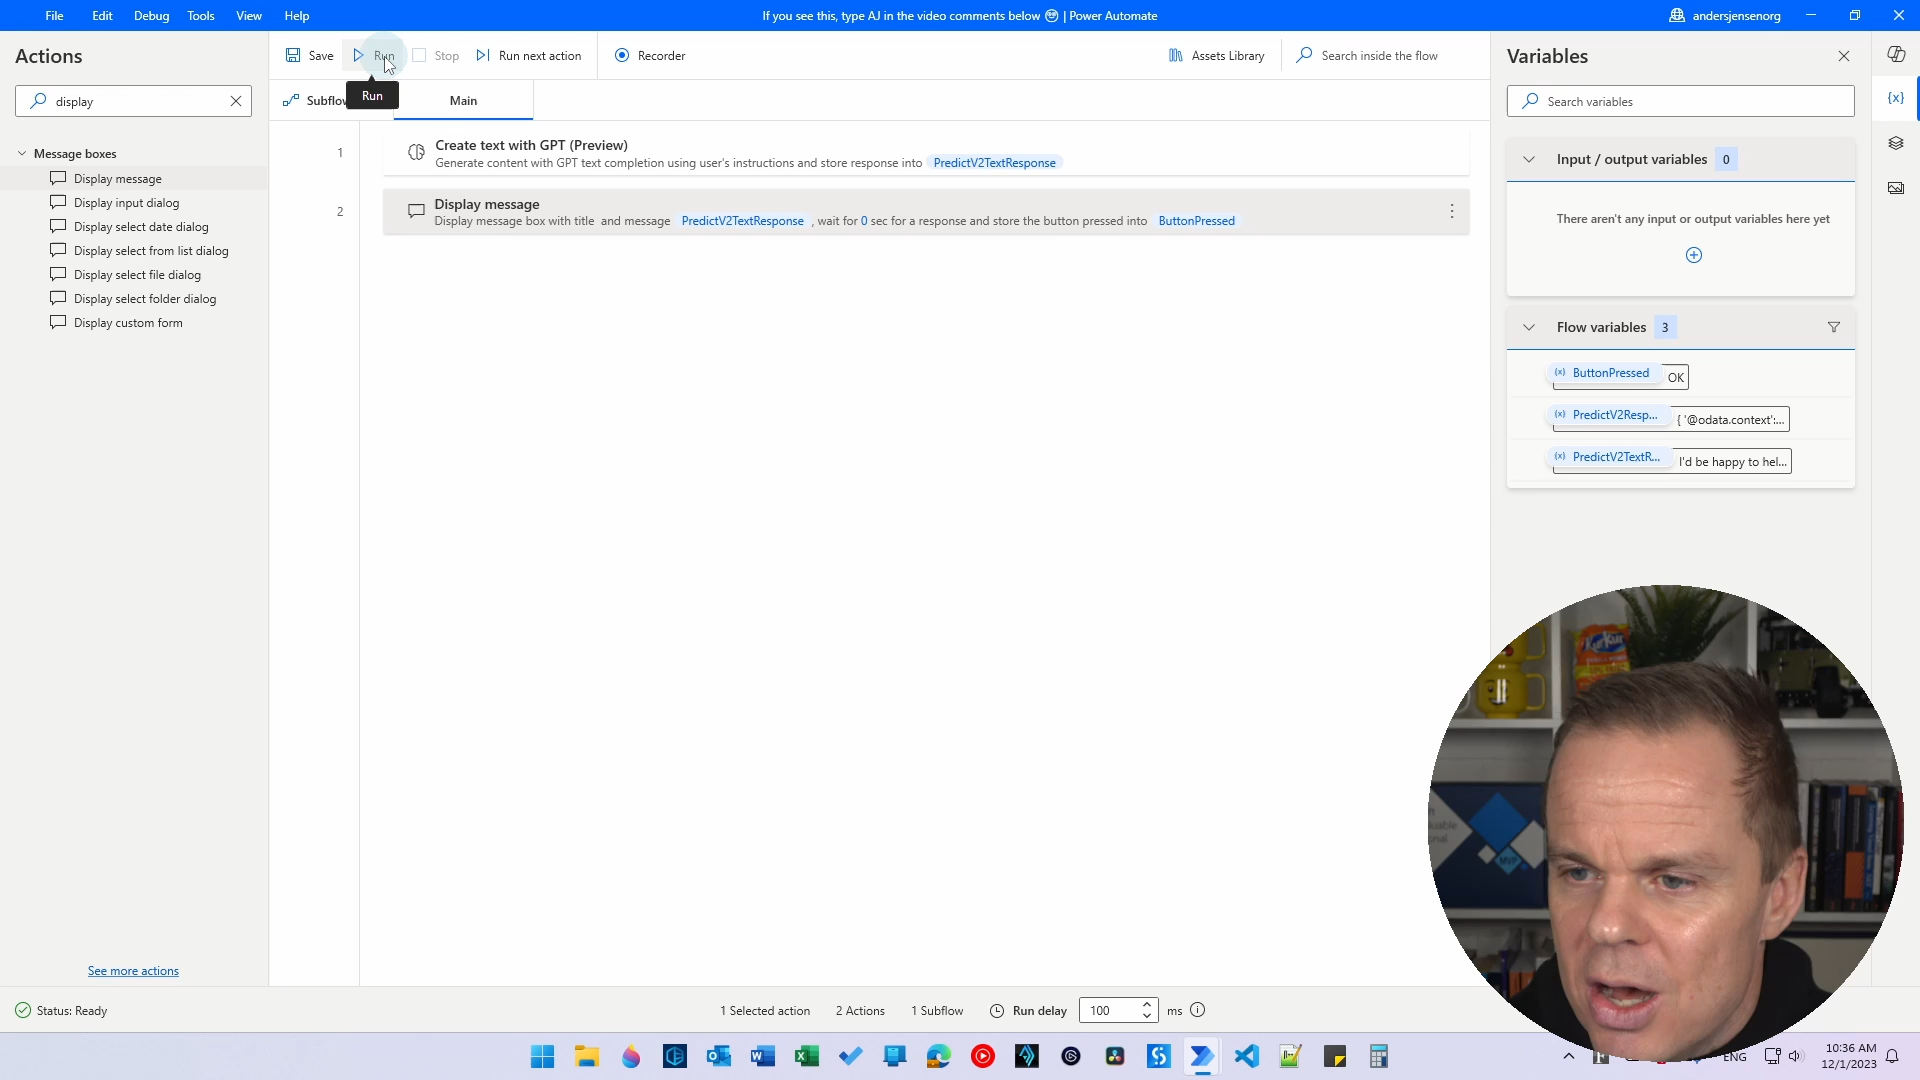 File Edit Debug Tools View Help
If you see this, type AJ in the video comments below 🤓 | Power Automate
andersjensenorg
Actions
display
Message boxes
Display message
Display input dialog
Display select date dialog
Display select from list dialog
Display select file dialog
Display select folder dialog
Display custom form
See more actions
Save Run Stop Run next action Recorder
Assets Library Search inside the flow
Run
Subflow
Main
1
Create text with GPT (Preview)
Generate content with GPT text completion using user's instructions and store response into PredictV2TextResponse
2
Display message
Display message box with title and message PredictV2TextResponse , wait for 0 sec for a response and store the button pressed into ButtonPressed
Variables
{x}
Search variables
Input / output variables 0
There aren't any input or output variables here yet
Flow variables 3
(x) ButtonPressed OK
(x) PredictV2Resp... { '@odata.context':...
(x) PredictV2TextR... I'd be happy to hel...
KurKure
MVP
Status: Ready
1 Selected action 2 Actions 1 Subflow Run delay 100 ms
ENG
10:36 AM
12/1/2023